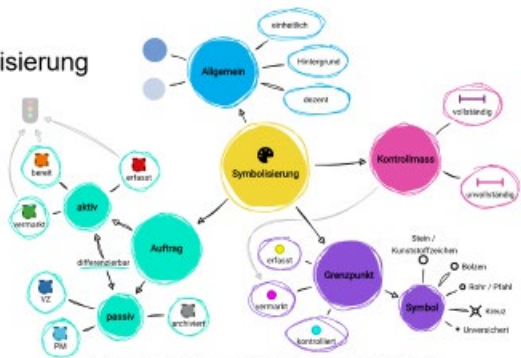 isierung
einheitlich
Allgemein
Hintergrund
dezent
Symbolisierung
Kontrollmass
vollständig
unvollständig
bereit
erfasst
aktiv
vermarkt
Auftrag
differenzierbar
VZ
passiv
archiviert
PM
erfasst
Grenzpunkt
vermarkt
kontrolliert
Symbol
Stein /
Kunststoffzeichen
Bolzen
Rohr / Pfahl
Kreuz
Unversichert